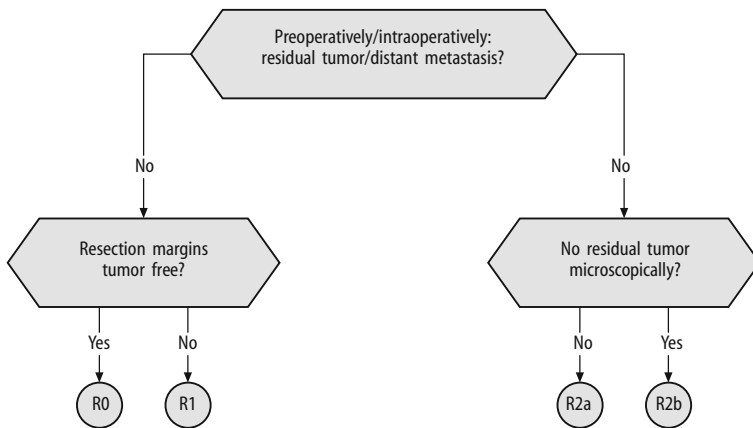 Preoperatively/intraoperatively:
residual tumor/distant metastasis?
No
No
Resection margins
tumor free?
No residual tumor
microscopically?
Yes
No
No
Yes
R0
R1
R2a
R2b